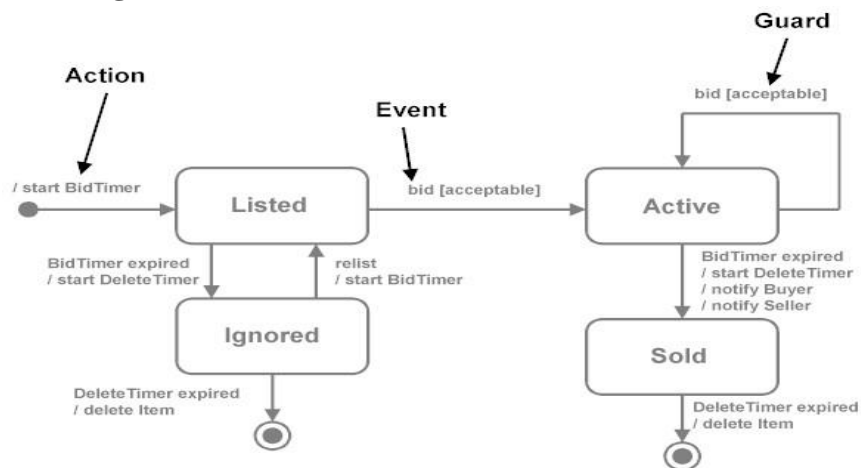 Guard
Action
bid [acceptable]
Event
/ start BidTimer
Listed
bid [acceptable]
Active
BidTimer expired
/ start DeleteTimer
relist
/ start BidTimer
BidTimer expired
/ start DeleteTimer
/ notify Buyer
/ notify Seller
Ignored
Sold
DeleteTimer expired
/ delete Item
DeleteTimer expired
/ delete Item